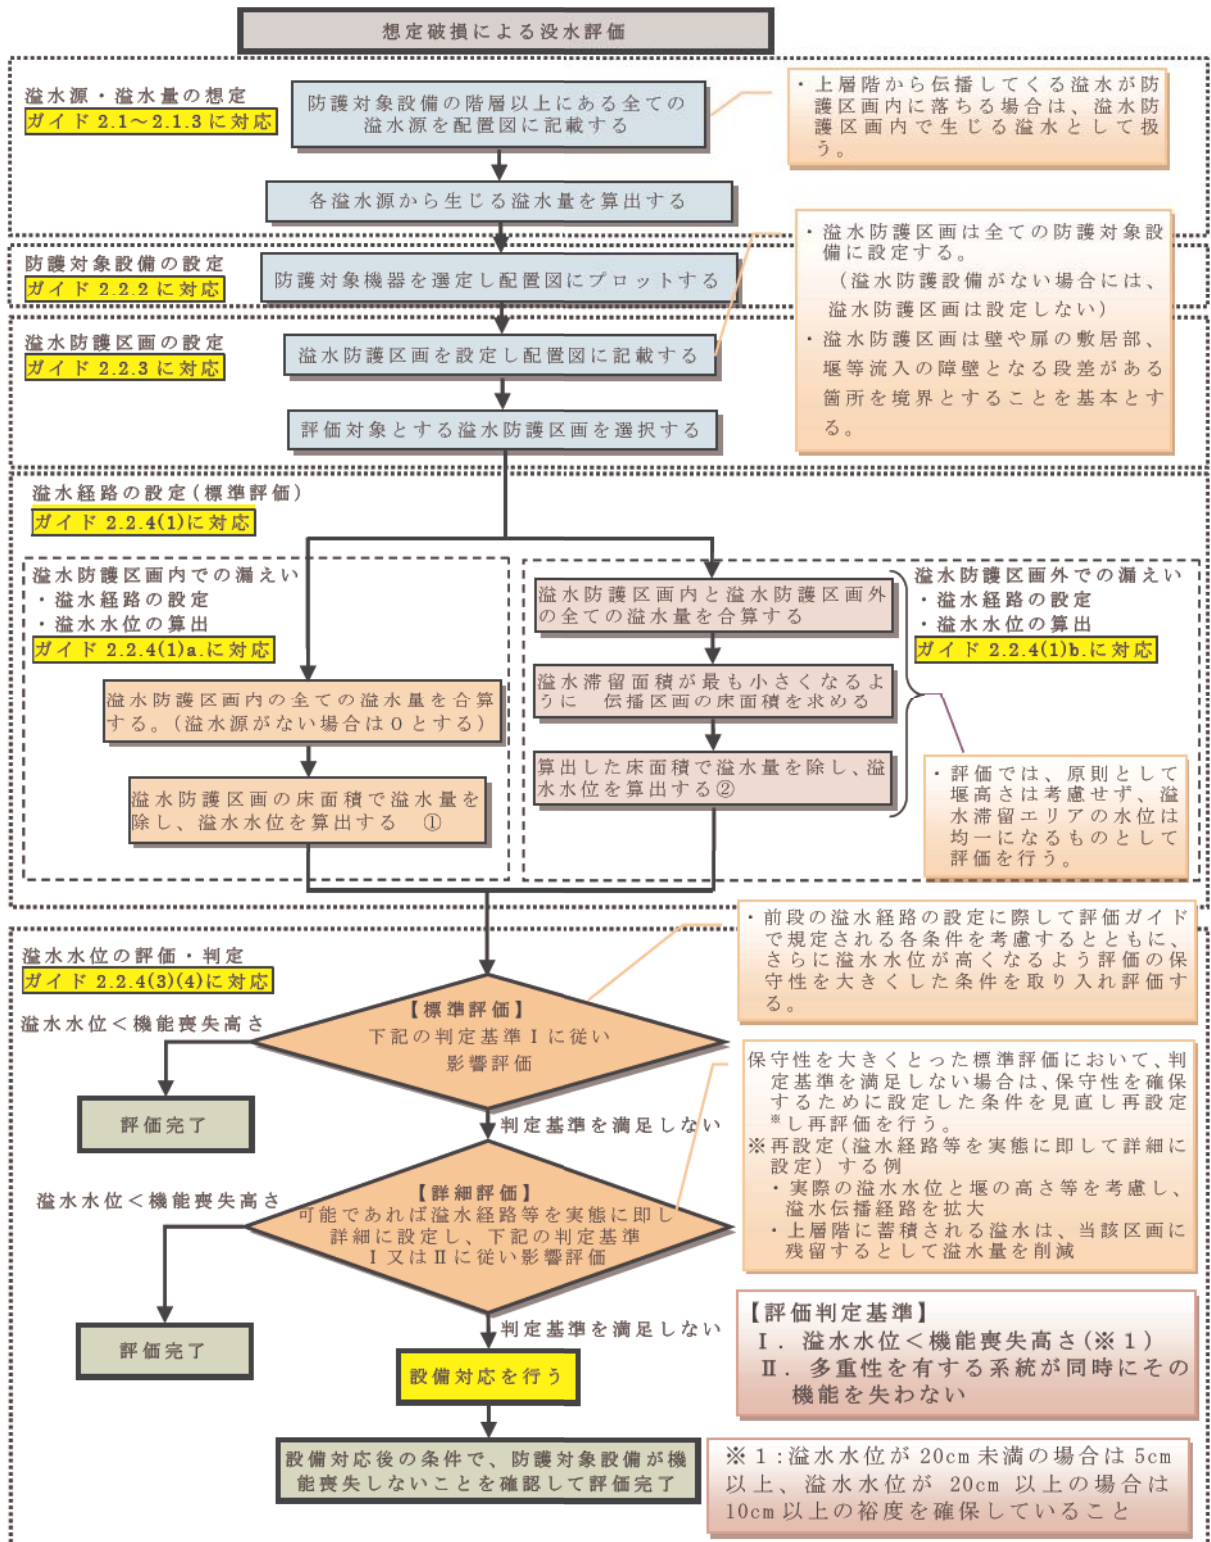 想定破損による没水評価
溢水源・溢水量の想定
ガイド 2.1～2.1.3 に対応
防護対象設備の階層以上にある全ての
溢水源を配置図に記載する
・上層階から伝播してくる溢水が防
護区画内に落ちる場合は、溢水防
護区画内で生じる溢水として扱
う。
各溢水源から生じる溢水量を算出する
防護対象設備の設定
ガイド 2.2.2 に対応
防護対象機器を選定し配置図にプロットする
・溢水防護区画は全ての防護対象設
備に設定する。
（溢水防護設備がない場合には、
溢水防護区画は設定しない）
・溢水防護区画は壁や扉の敷居部、
堰等流入の障壁となる段差がある
箇所を境界とすることを基本とす
る。
溢水防護区画の設定
ガイド 2.2.3 に対応
溢水防護区画を設定し配置図に記載する
評価対象とする溢水防護区画を選択する
溢水経路の設定(標準評価)
ガイド 2.2.4(1)に対応
溢水防護区画内での漏えい
・溢水経路の設定
・溢水水位の算出
ガイド 2.2.4(1)a.に対応
溢水防護区画内の全ての溢水量を合算
する。(溢水源がない場合は0とする)
溢水防護区画の床面積で溢水量を
除し、溢水水位を算出する　①
溢水防護区画内と溢水防護区画外
の全ての溢水量を合算する
溢水滞留面積が最も小さくなるよ
うに　伝播区画の床面積を求める
算出した床面積で溢水量を除し、溢
水水位を算出する②
溢水防護区画外での漏えい
・溢水経路の設定
・溢水水位の算出
ガイド 2.2.4(1)b.に対応
・評価では、原則として
堰高さは考慮せず、溢
水滞留エリアの水位は
均一になるものとして
評価を行う。
溢水水位の評価・判定
ガイド 2.2.4(3)(4)に対応
・前段の溢水経路の設定に際して評価ガイド
で規定される各条件を考慮するとともに、
さらに溢水水位が高くなるよう評価の保
守性を大きくした条件を取り入れ評価す
る。
溢水水位＜機能喪失高さ
【標準評価】
下記の判定基準Ⅰに従い
影響評価
評価完了
判定基準を満足しない
保守性を大きくとった標準評価において、判
定基準を満足しない場合は、保守性を確保
するために設定した条件を見直し再設定
※し再評価を行う。
※再設定(溢水経路等を実態に即して詳細に
設定)する例
・実際の溢水水位と堰の高さ等を考慮し、
溢水伝播経路を拡大
・上層階に蓄積される溢水は、当該区画に
残留するとして溢水量を削減
溢水水位＜機能喪失高さ
【詳細評価】
可能であれば溢水経路等を実態に即し
詳細に設定し、下記の判定基準
Ⅰ又はⅡに従い影響評価
評価完了
判定基準を満足しない
設備対応を行う
【評価判定基準】
Ⅰ. 溢水水位＜機能喪失高さ(※1)
Ⅱ. 多重性を有する系統が同時にその
機能を失わない
設備対応後の条件で、防護対象設備が機
能喪失しないことを確認して評価完了
※1:溢水水位が 20cm 未満の場合は 5cm
以上、溢水水位が 20cm 以上の場合は
10cm 以上の裕度を確保していること